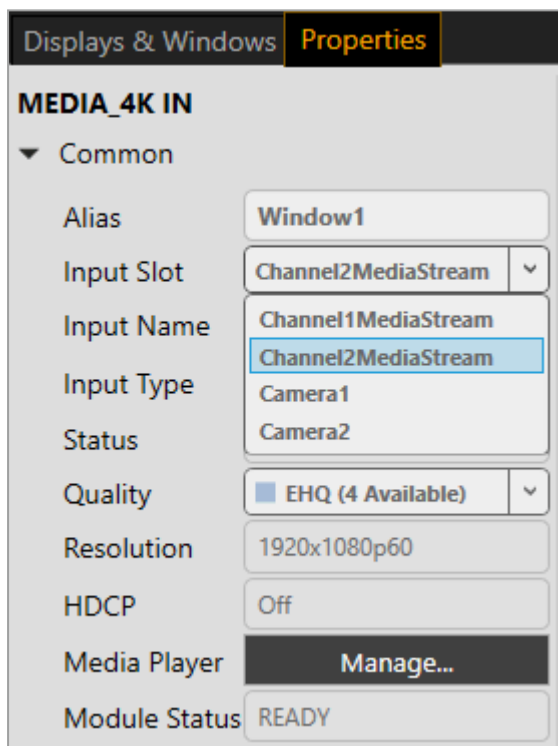 Displays & Windows Properties
MEDIA_4K IN
Common
Alias Window1
Input Slot Channel2MediaStream
Input Name Channel1MediaStream
Channel2MediaStream
Input Type Camera1
Status Camera2
Quality EHQ (4 Available)
Resolution 1920x1080p60
HDCP Off
Media Player Manage...
Module Status READY